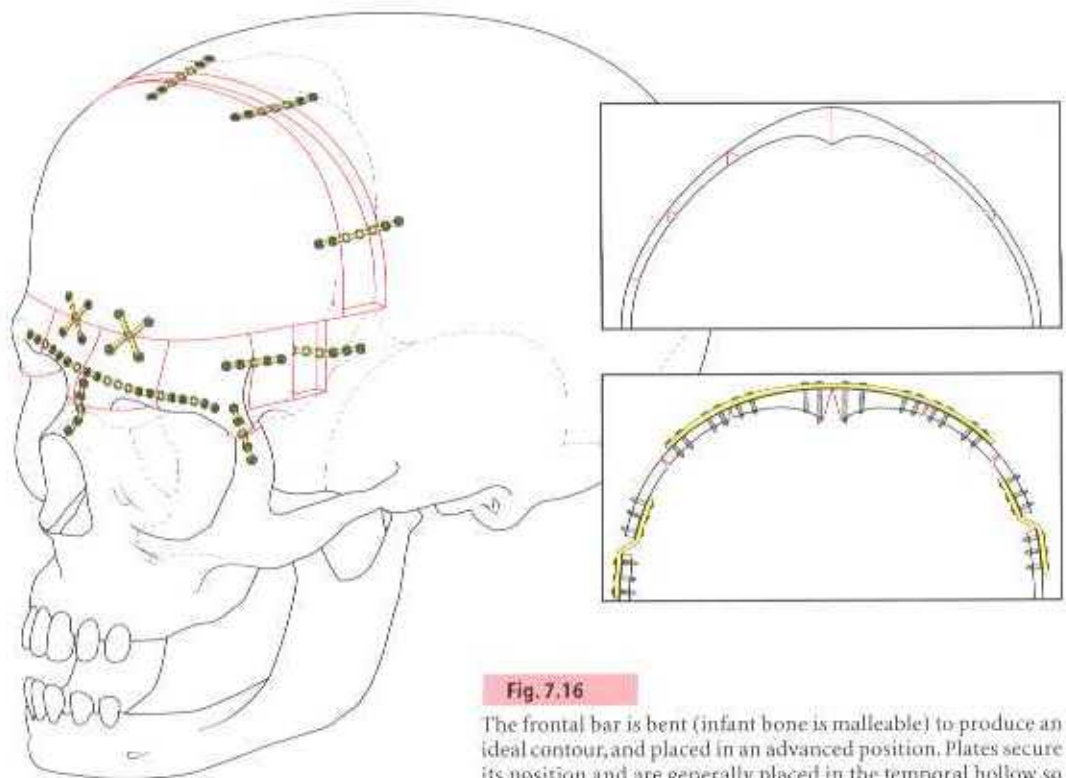 Fig. 7.16
The frontal bar is bent (infant bone is malleable) to produce an
ideal contour, and placed in an advanced position. Plates secure
its position and are generally placed in the temporal hollow so